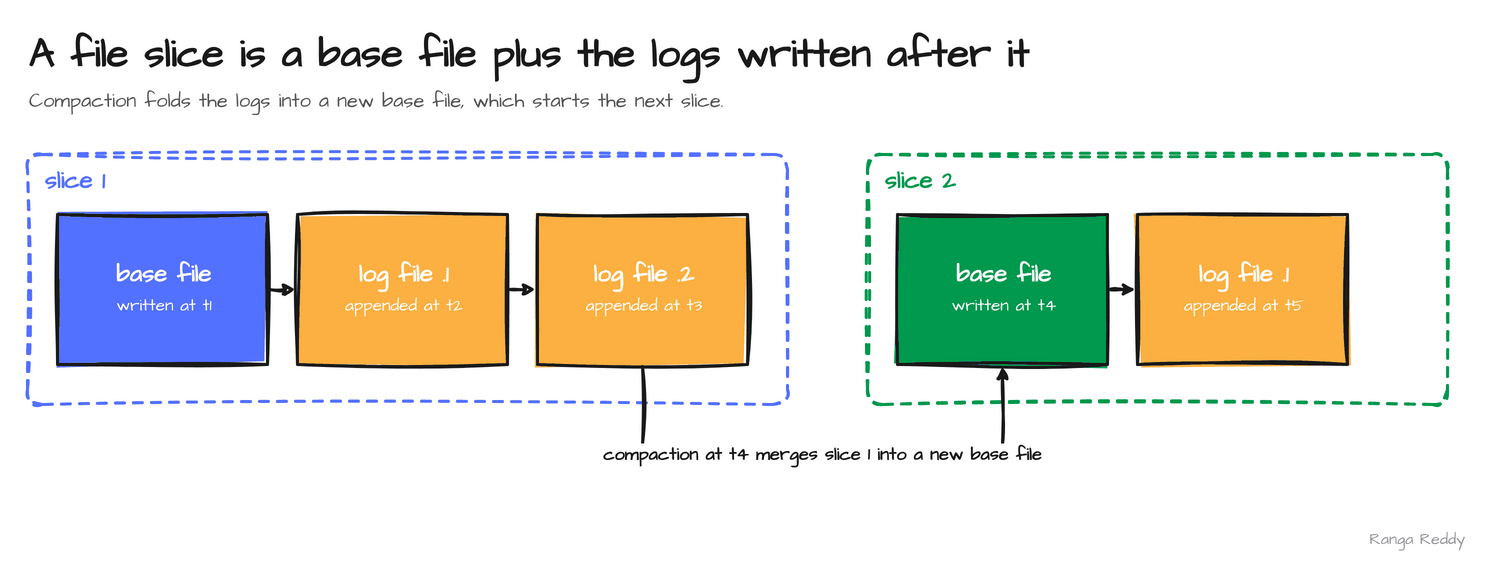 A file slice is a base file plus the logs written after it
Compaction folds the logs into a new base file, which starts the next slice.
slice 1
base file
written at t1
log file .1
appended at t2
log file .2
appended at t3
slice 2
base file
written at t4
log file .1
appended at t5
compaction at t4 merges slice 1 into a new base file
Ranga Reddy